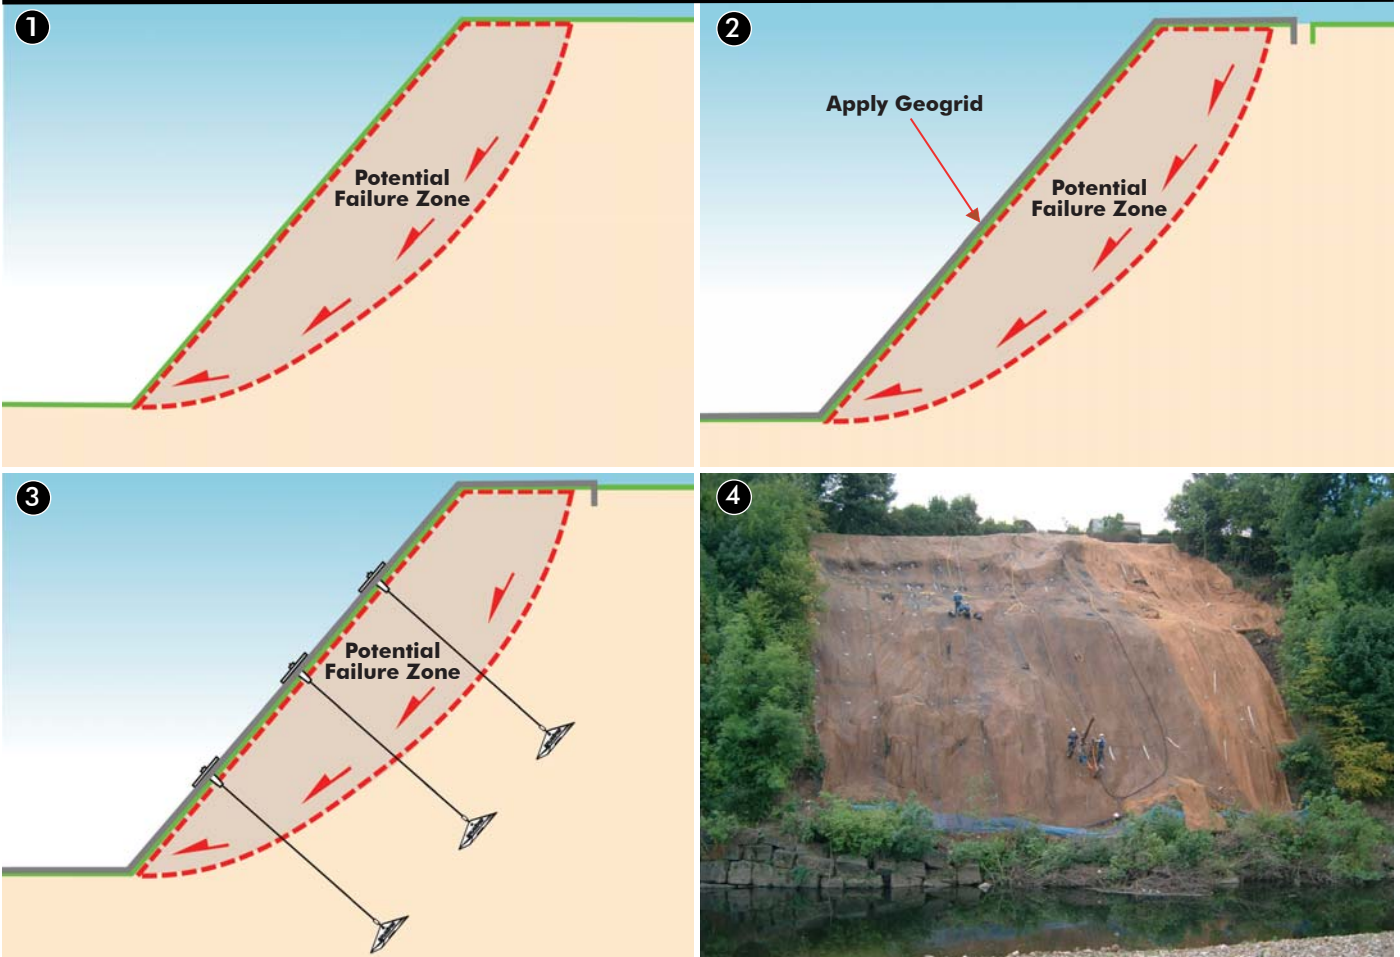 1
Potential
Failure Zone
2
Apply Geogrid
Potential
Failure Zone
3
Potential
Failure Zone
4